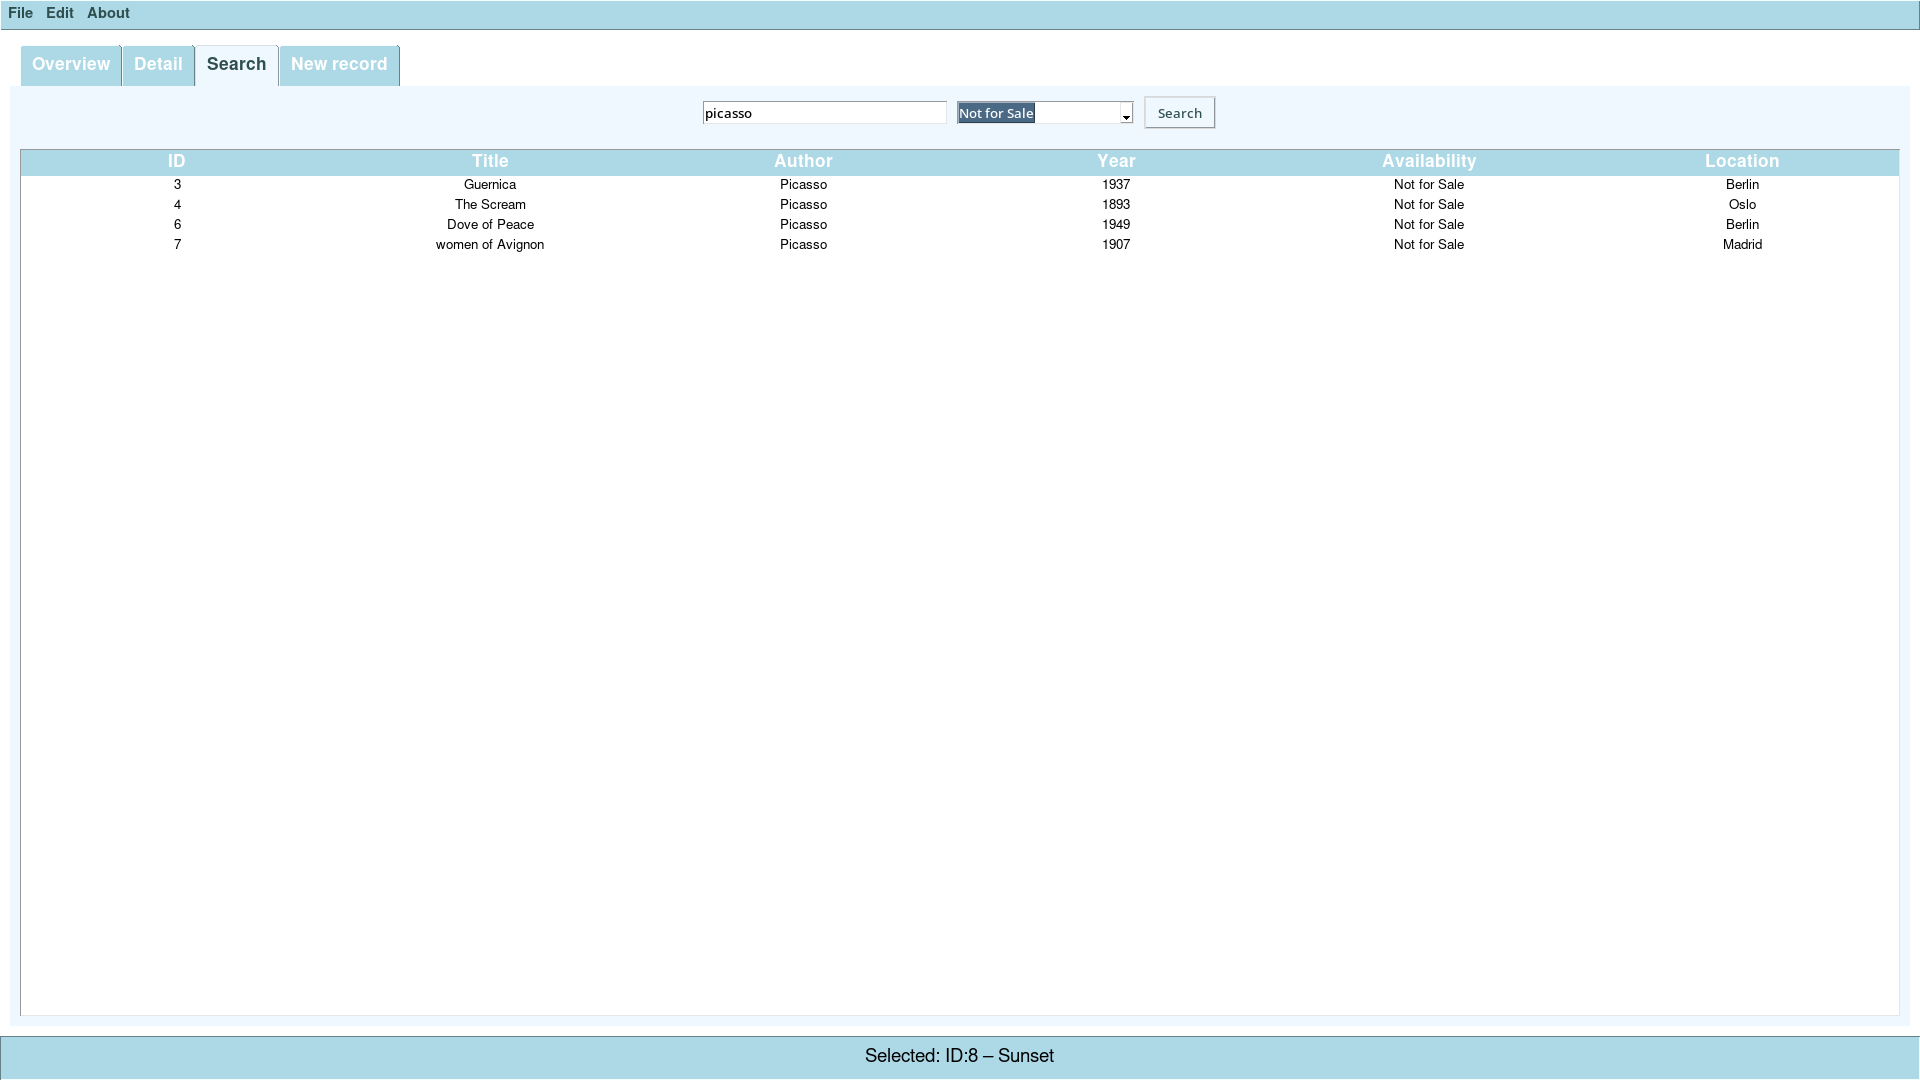 File Edit About
Overview Detail Search New record
picasso Not for Sale Search
ID Title Author Year Availability Location
3 Guernica Picasso 1937 Not for Sale Berlin
4 The Scream Picasso 1893 Not for Sale Oslo
6 Dove of Peace Picasso 1949 Not for Sale Berlin
7 women of Avignon Picasso 1907 Not for Sale Madrid
Selected: ID:8 – Sunset